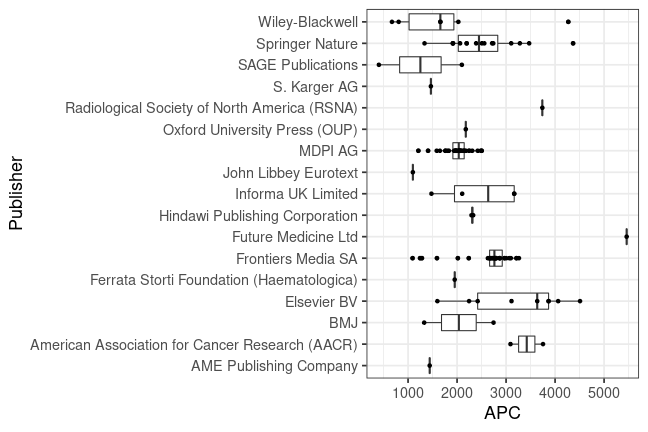 Wiley-Blackwell
Springer Nature
SAGE Publications
S. Karger AG
Radiological Society of North America (RSNA)
Oxford University Press (OUP)
MDPI AG
John Libbey Eurotext
Informa UK Limited
Hindawi Publishing Corporation
Future Medicine Ltd
Frontiers Media SA
Ferrata Storti Foundation (Haematologica)
Elsevier BV
BMJ
American Association for Cancer Research (AACR)
AME Publishing Company
Publisher
1000 2000 3000 4000 5000
APC